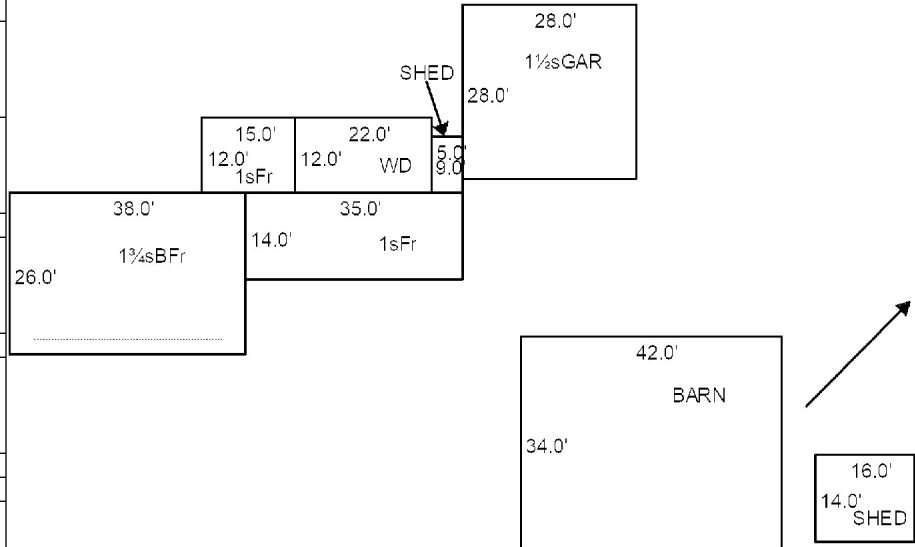 28.0'
1½sGAR
28.0'
SHED
15.0'
12.0'
1sFr
22.0'
12.0'
WD
5.0'
9.0'
38.0'
1¾sBFr
26.0'
35.0'
14.0'
1sFr
42.0'
BARN
34.0'
16.0'
14.0'
SHED